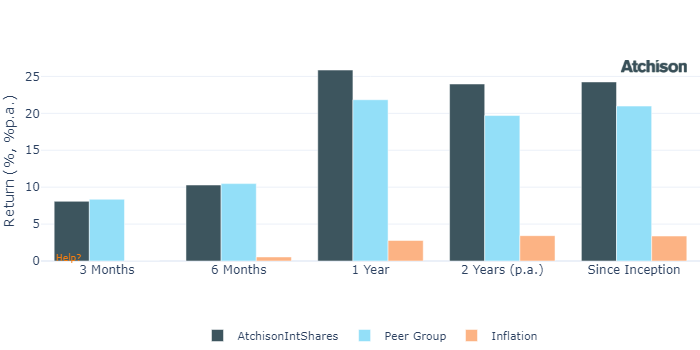 Atchison
Return (%, %p.a.)
25
20
15
10
5
0
Help?
3 Months
6 Months
1 Year
2 Years (p.a.)
Since Inception
AtchisonIntShares
Peer Group
Inflation